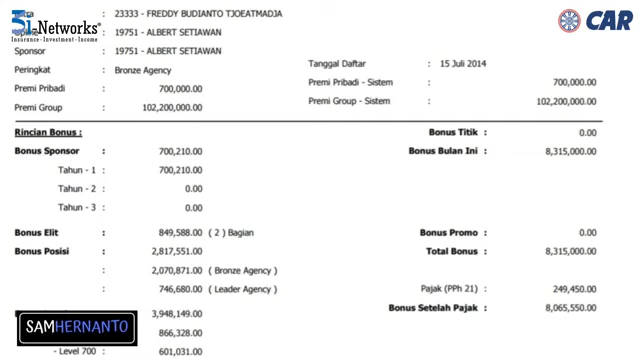 3i-Networks®
Insurance•Investment•Income
: 23333 - FREDDY BUDIANTO TJOEATMADJA
: 19751 - ALBERT SETIAWAN
Sponsor : 19751 - ALBERT SETIAWAN
Peringkat : Bronze Agency
Premi Pribadi : 700,000.00
Premi Group : 102,200,000.00
CAR
Tanggal Daftar : 15 Juli 2014
Premi Pribadi - Sistem : 700,000.00
Premi Group - Sistem : 102,200,000.00
Rincian Bonus :
Bonus Sponsor : 700,210.00
Tahun - 1 : 700,210.00
Tahun - 2 : 0.00
Tahun - 3 : 0.00
Bonus Titik : 0.00
Bonus Bulan Ini : 8,315,000.00
Bonus Elit : 849,588.00 ( 2 ) Bagian
Bonus Posisi : 2,817,551.00
: 2,070,871.00 ( Bronze Agency )
: 746,680.00 ( Leader Agency )
Bonus Promo : 0.00
Total Bonus : 8,315,000.00
Pajak (PPh 21) : 249,450.00
Bonus Setelah Pajak : 8,065,550.00
SAMHERNANTO
3,948,149.00
866,328.00
- Level 700 : 601,031.00